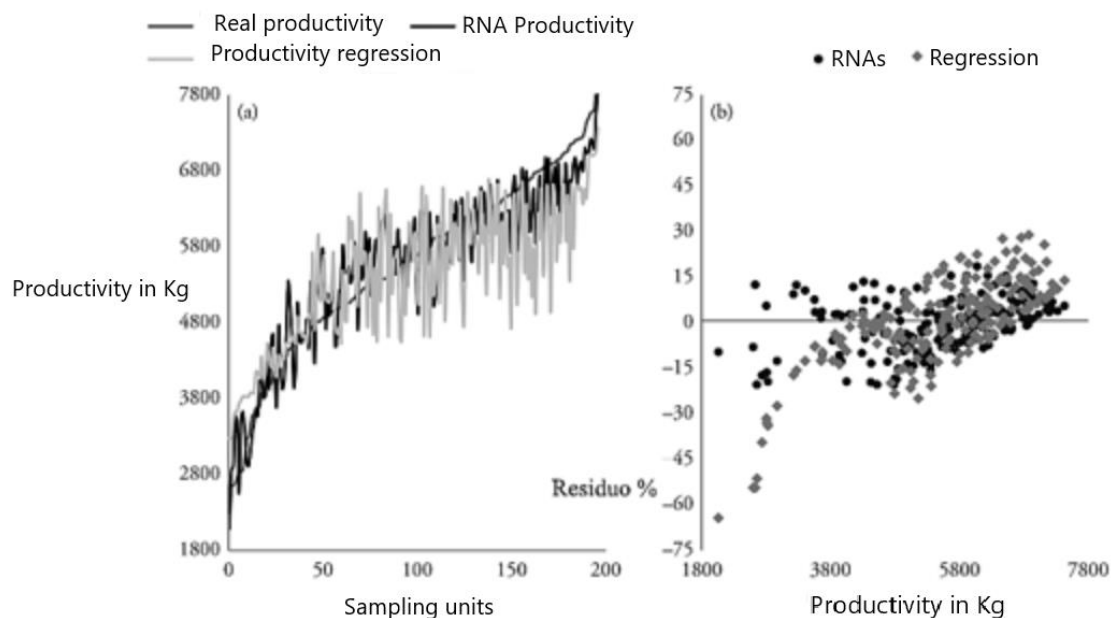 Real productivity
RNA Productivity
Productivity regression
RNAs
Regression
7800
(a)
6800
5800
Productivity in Kg
4800
3800
2800
1800
0
50
100
150
200
Sampling units
75
(b)
60
45
30
15
0
−15
−30
−45
Residuo %
−60
−75
1800
3800
5800
7800
Productivity in Kg